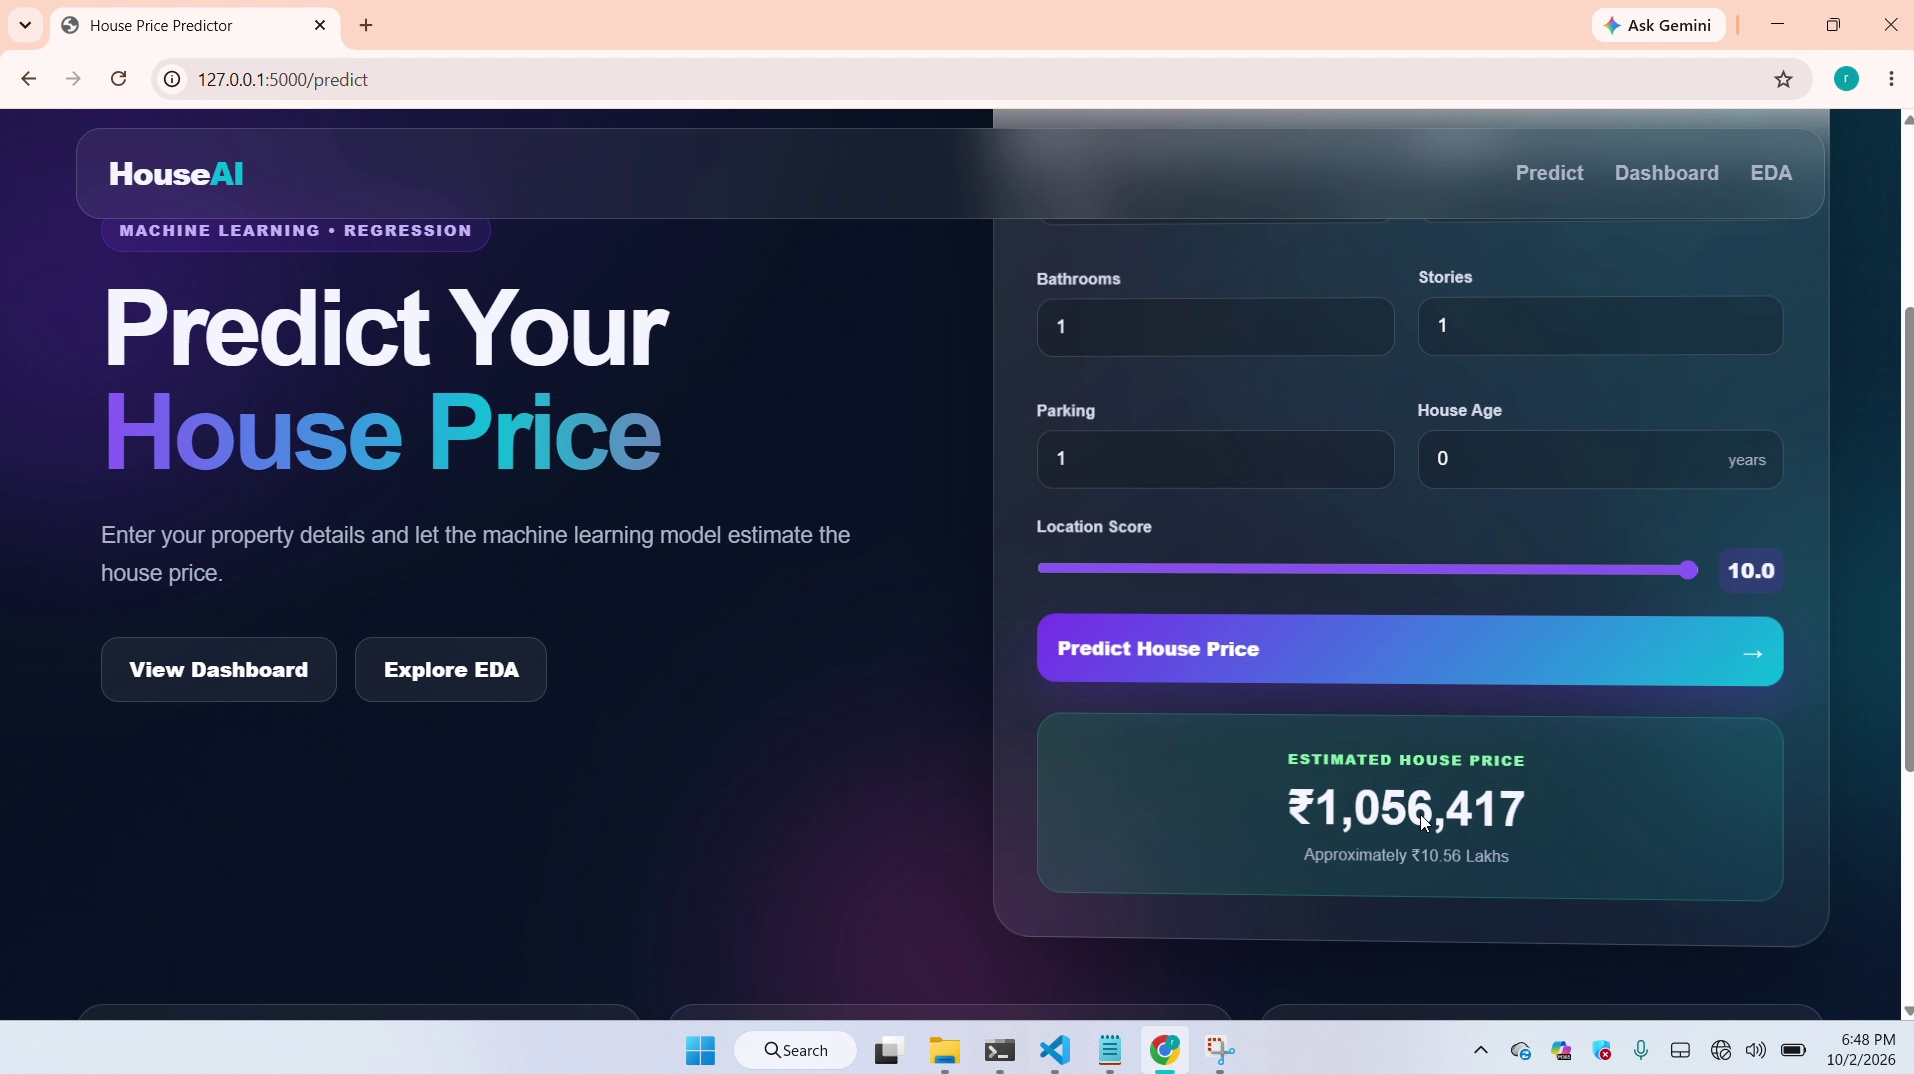 House Price Predictor
Ask Gemini
127.0.0.1:5000/predict
r
HouseAI
Predict
Dashboard
EDA
MACHINE LEARNING • REGRESSION
Predict Your
House Price
Enter your property details and let the machine learning model estimate the
house price.
View Dashboard
Explore EDA
Bathrooms
Stories
1
1
Parking
House Age
1
0
years
Location Score
10.0
Predict House Price →
ESTIMATED HOUSE PRICE
₹1,056,417
Approximately ₹10.56 Lakhs
Search
6:48 PM
10/2/2026